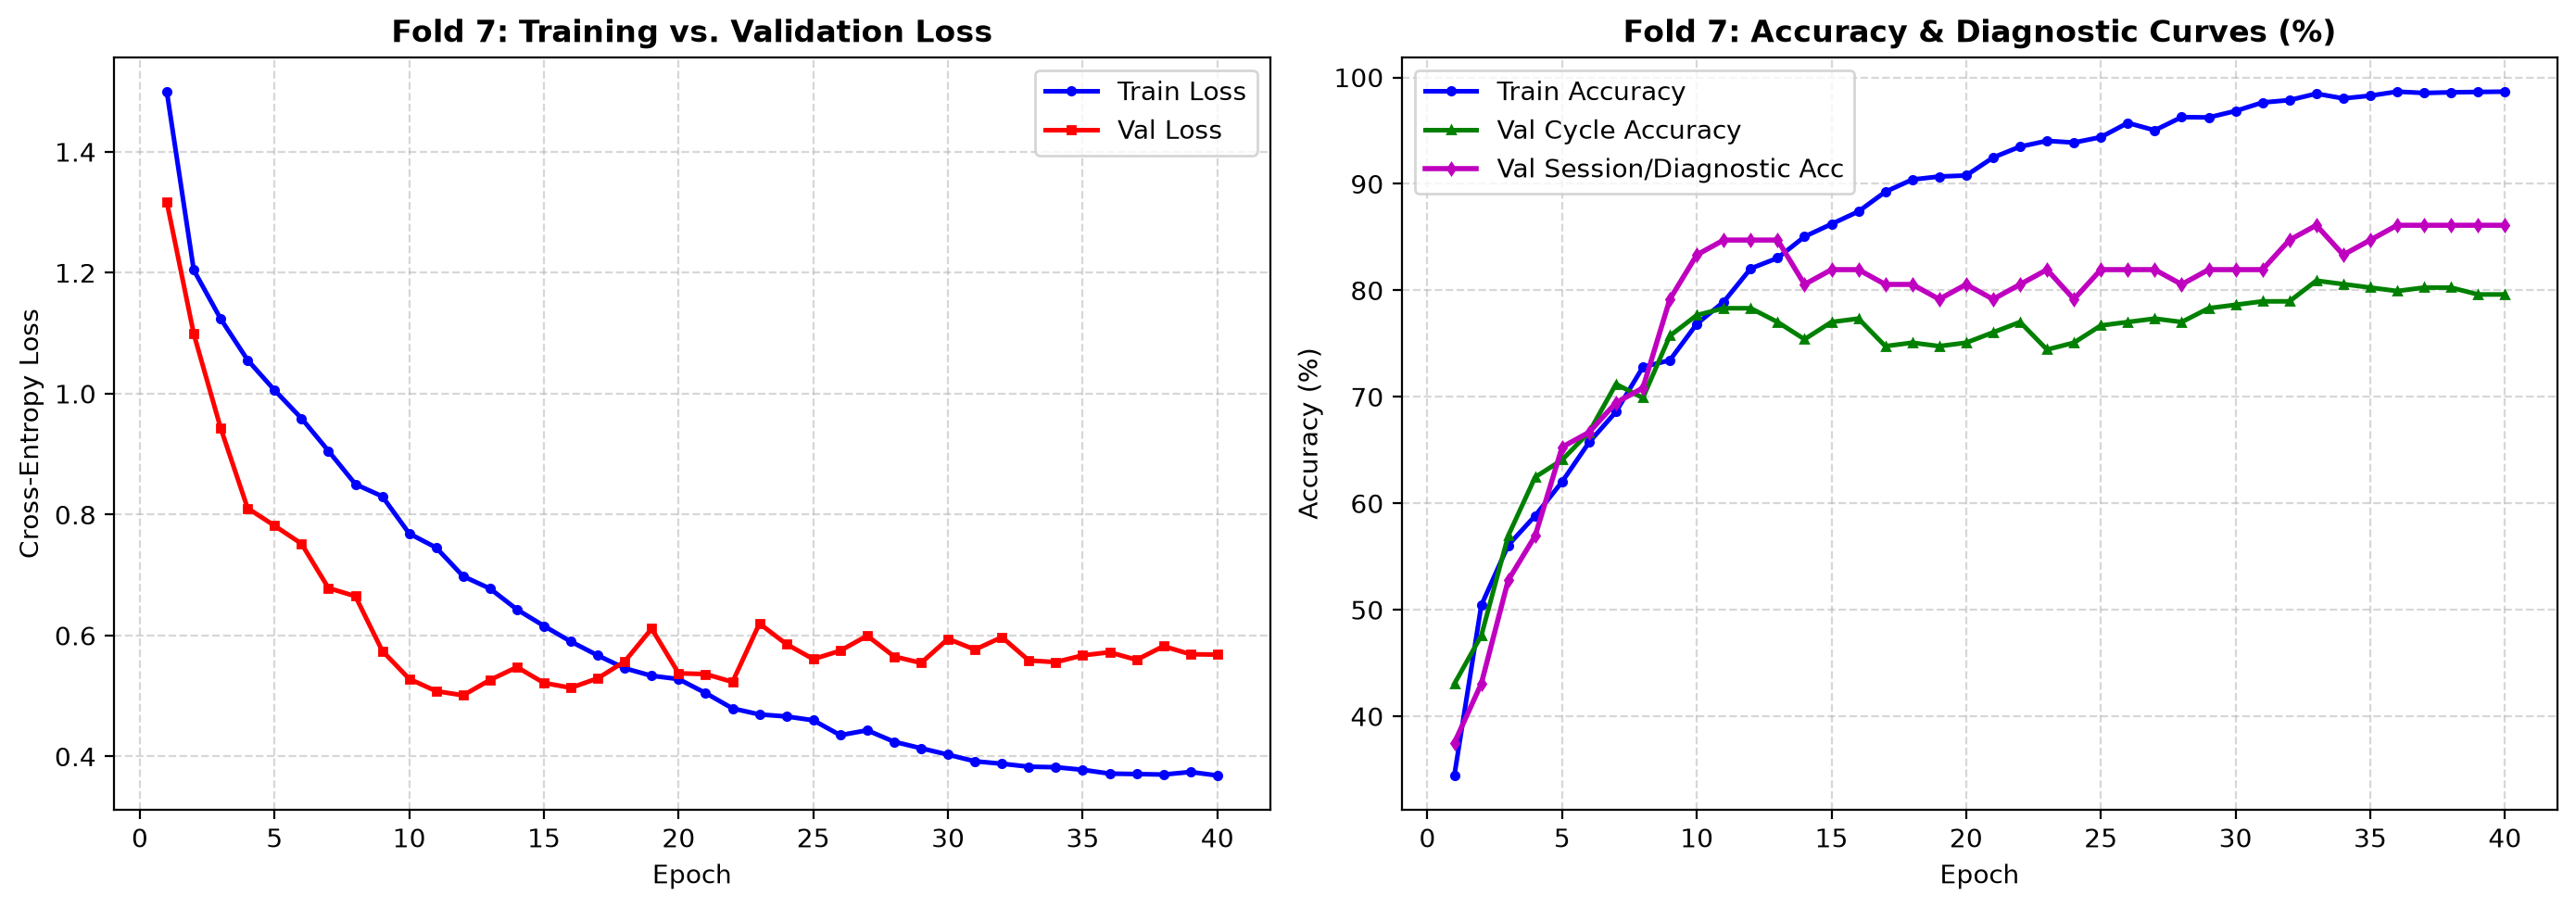 Fold 7: Training vs. Validation Loss
Train Loss
Val Loss
1.4
1.2
1.0
0.8
0.6
0.4
Cross-Entropy Loss
0 5 10 15 20 25 30 35 40
Epoch
Fold 7: Accuracy & Diagnostic Curves (%)
Train Accuracy
Val Cycle Accuracy
Val Session/Diagnostic Acc
100
90
80
70
60
50
40
Accuracy (%)
0 5 10 15 20 25 30 35 40
Epoch